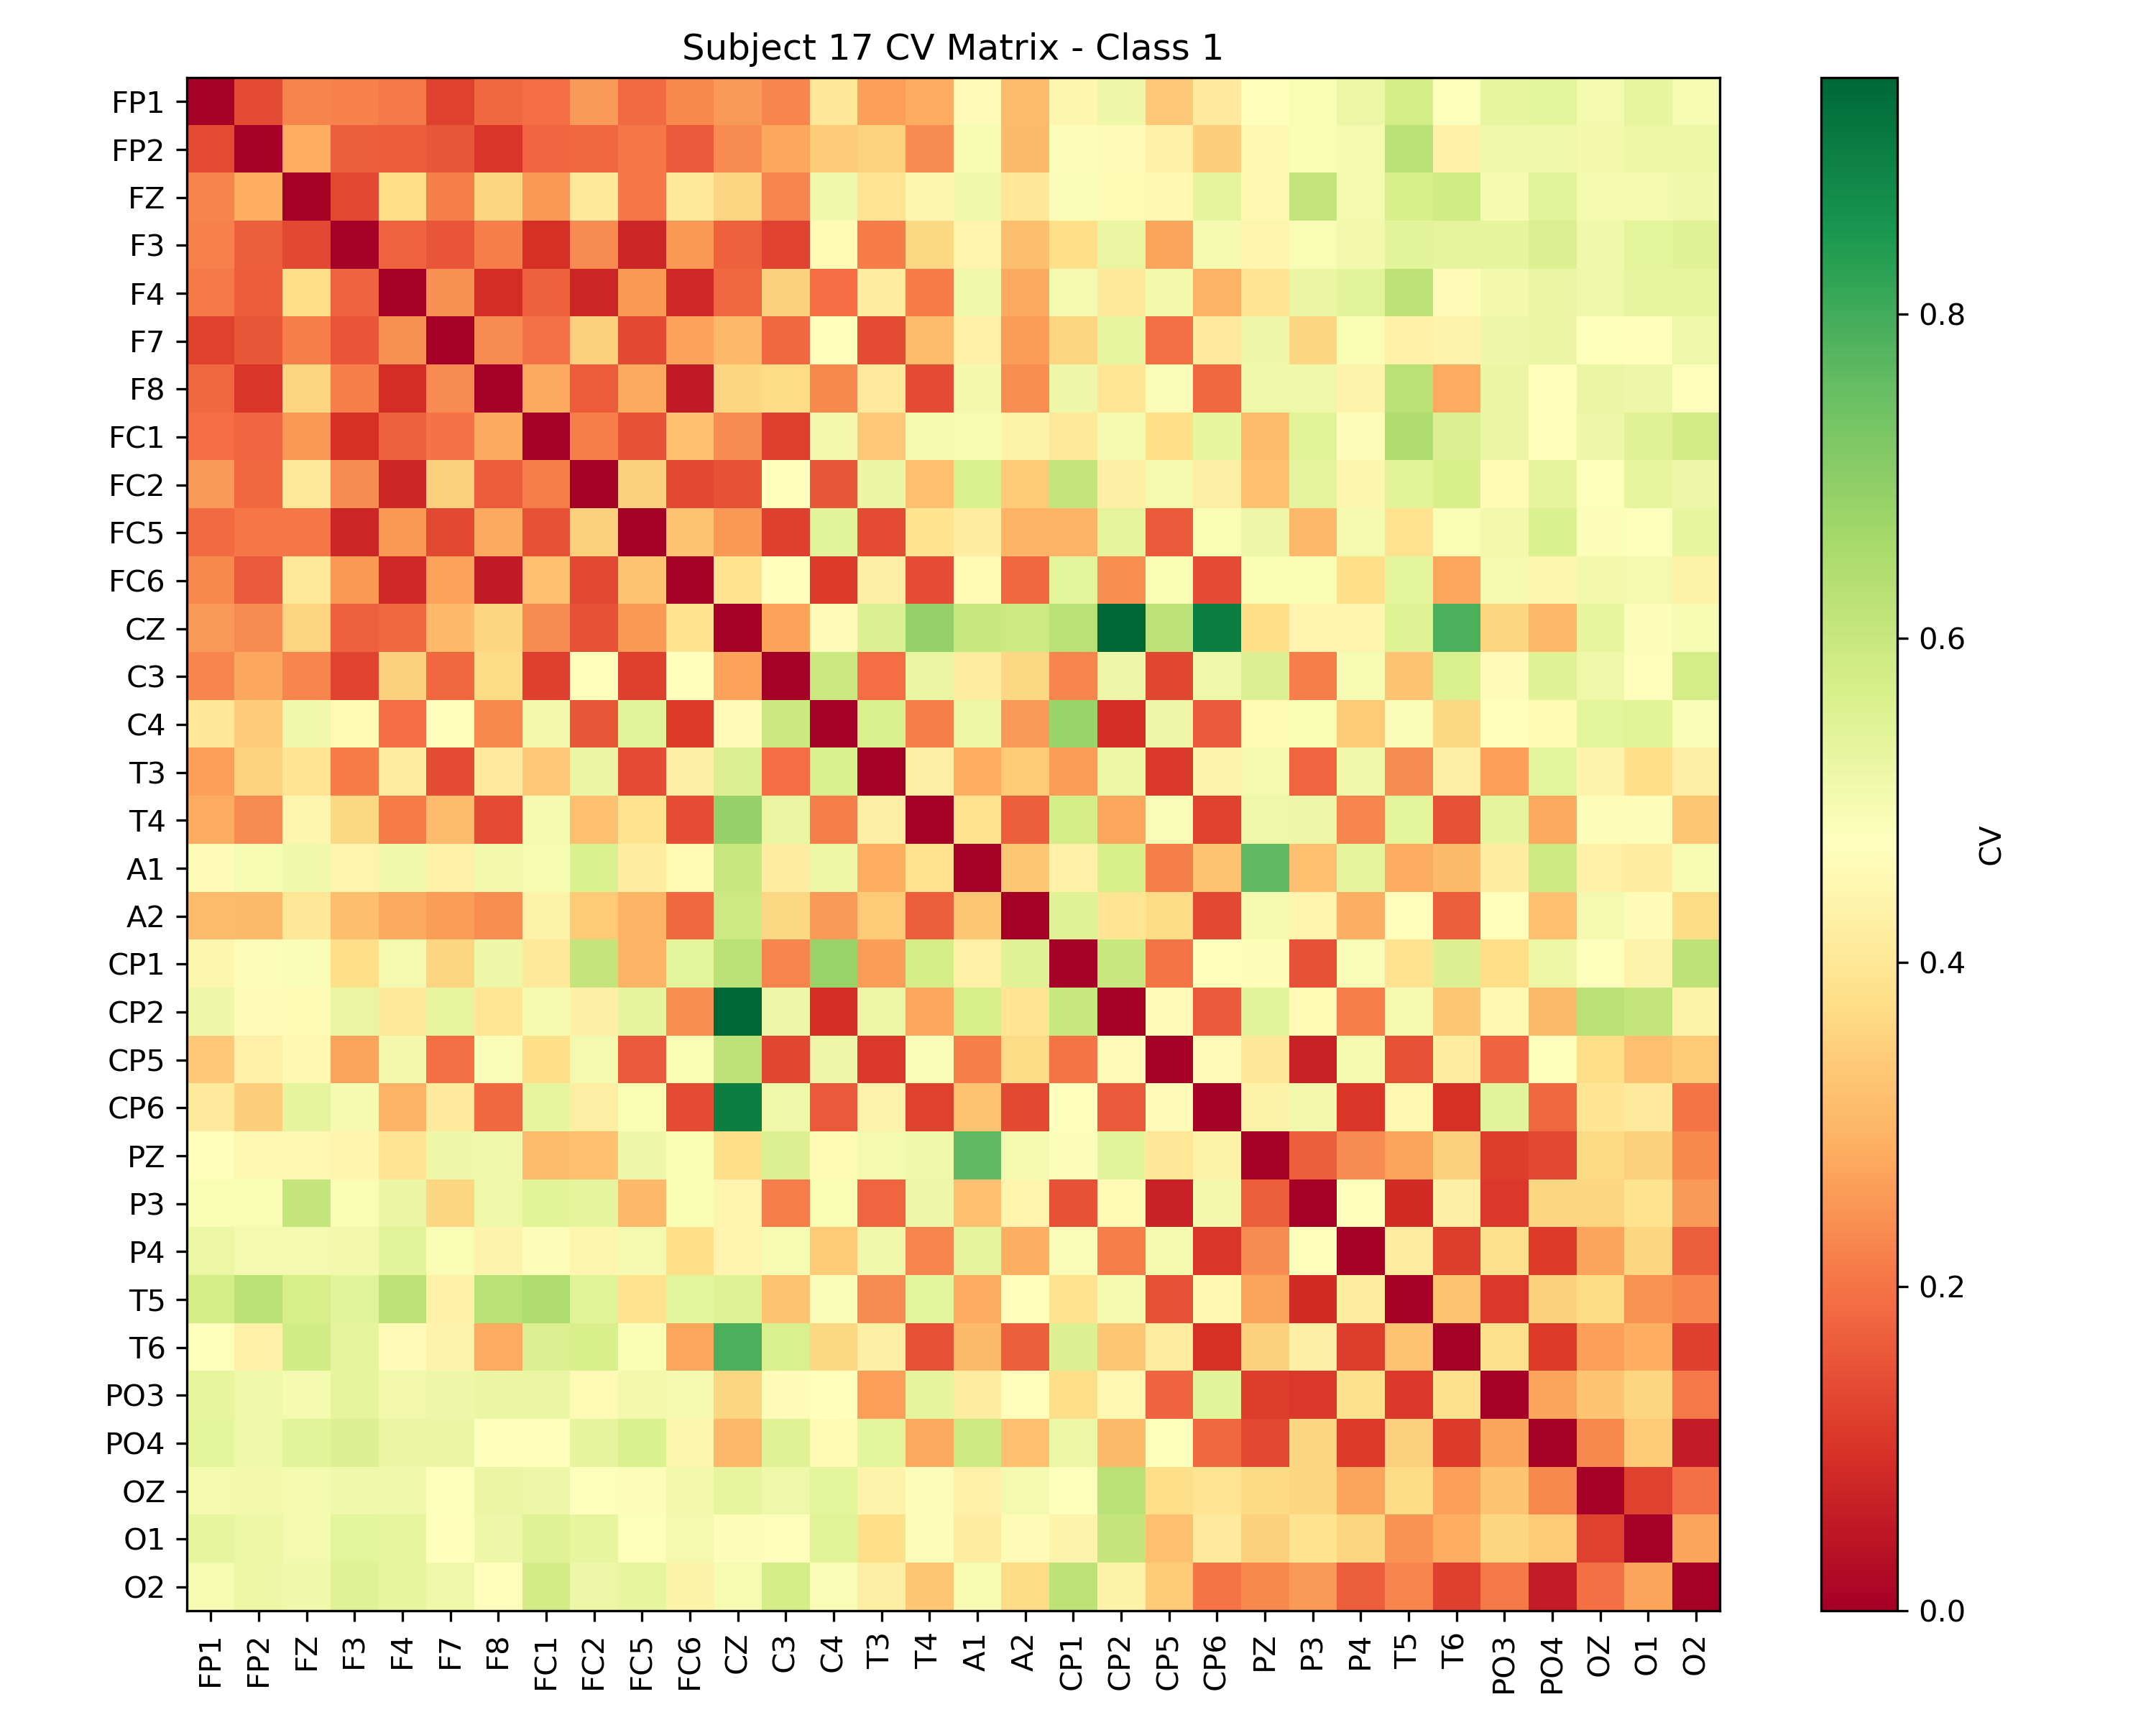 Subject 17 CV Matrix - Class 1
FP1
FP2
FZ
F3
F4
F7
F8
FC1
FC2
FC5
FC6
CZ
C3
C4
T3
T4
A1
A2
CP1
CP2
CP5
CP6
PZ
P3
P4
T5
T6
PO3
PO4
OZ
O1
O2
FP1 FP2 FZ F3 F4 F7 F8 FC1 FC2 FC5 FC6 CZ C3 C4 T3 T4 A1 A2 CP1 CP2 CP5 CP6 PZ P3 P4 T5 T6 PO3 PO4 OZ O1 O2
0.8
0.6
0.4
0.2
0.0
CV